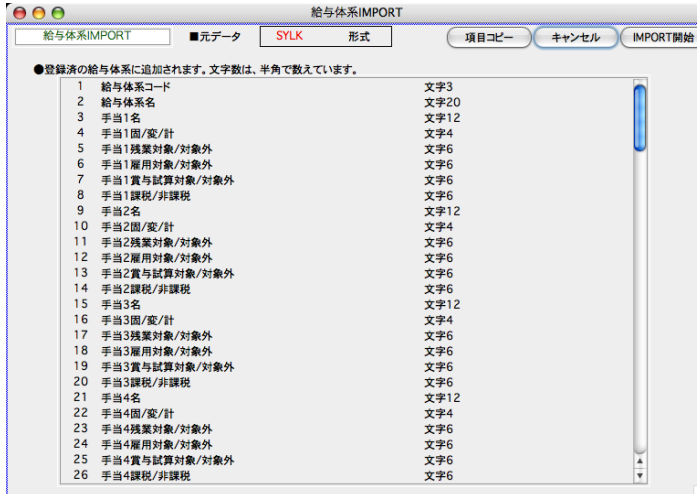 給与体系IMPORT
給与体系IMPORT ■元データ SYLK 形式 項目コピー キャンセル IMPORT開始
●登録済の給与体系に追加されます。文字数は、半角で数えています。
1 給与体系コード 文字3
2 給与体系名 文字20
3 手当1名 文字12
4 手当1固/変/計 文字4
5 手当1残業対象/対象外 文字6
6 手当1雇用対象/対象外 文字6
7 手当1賞与試算対象/対象外 文字6
8 手当1課税/非課税 文字6
9 手当2名 文字12
10 手当2固/変/計 文字4
11 手当2残業対象/対象外 文字6
12 手当2雇用対象/対象外 文字6
13 手当2賞与試算対象/対象外 文字6
14 手当2課税/非課税 文字6
15 手当3名 文字12
16 手当3固/変/計 文字4
17 手当3残業対象/対象外 文字6
18 手当3雇用対象/対象外 文字6
19 手当3賞与試算対象/対象外 文字6
20 手当3課税/非課税 文字6
21 手当4名 文字12
22 手当4固/変/計 文字4
23 手当4残業対象/対象外 文字6
24 手当4雇用対象/対象外 文字6
25 手当4賞与試算対象/対象外 文字6
26 手当4課税/非課税 文字6